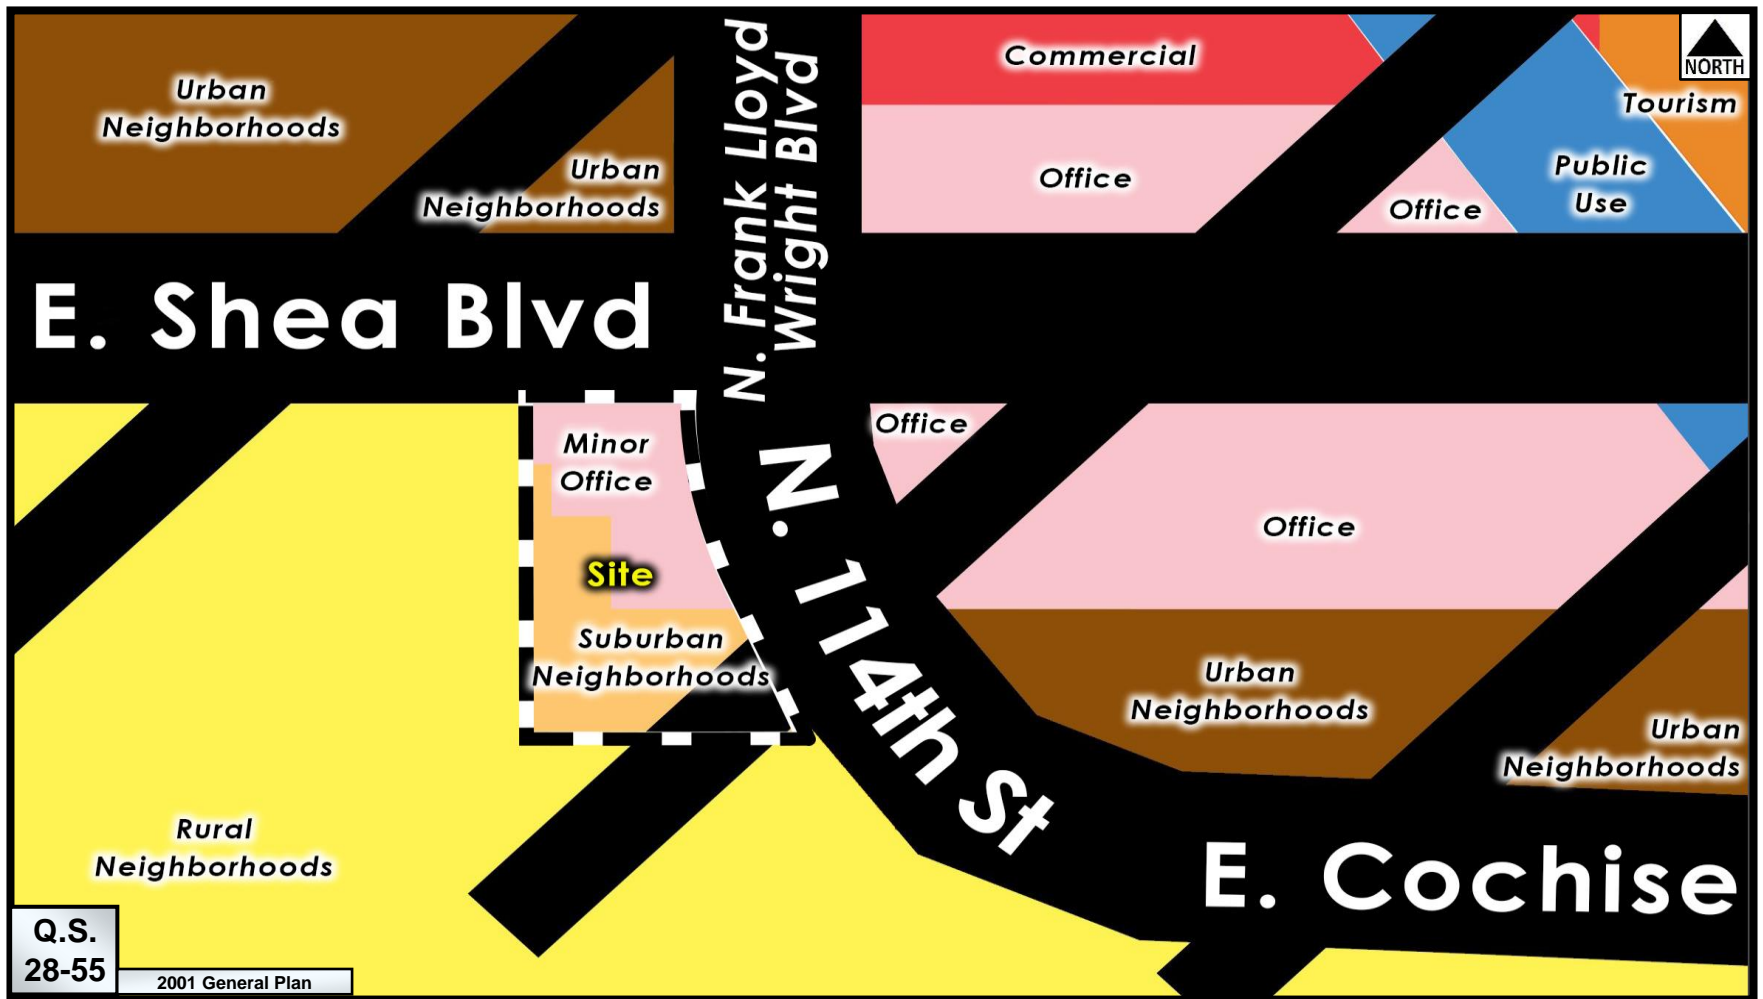 Urban
Neighborhoods
Urban
Neighborhoods
N. Frank Lloyd
Wright Blvd
Commercial
Office
Office
Public
Use
Tourism
NORTH
E. Shea Blvd
Minor
Office
Site
Suburban
Neighborhoods
Office
N. 114th St
Office
Urban
Neighborhoods
Urban
Neighborhoods
Rural
Neighborhoods
E. Cochise
Q.S.
28-55
2001 General Plan